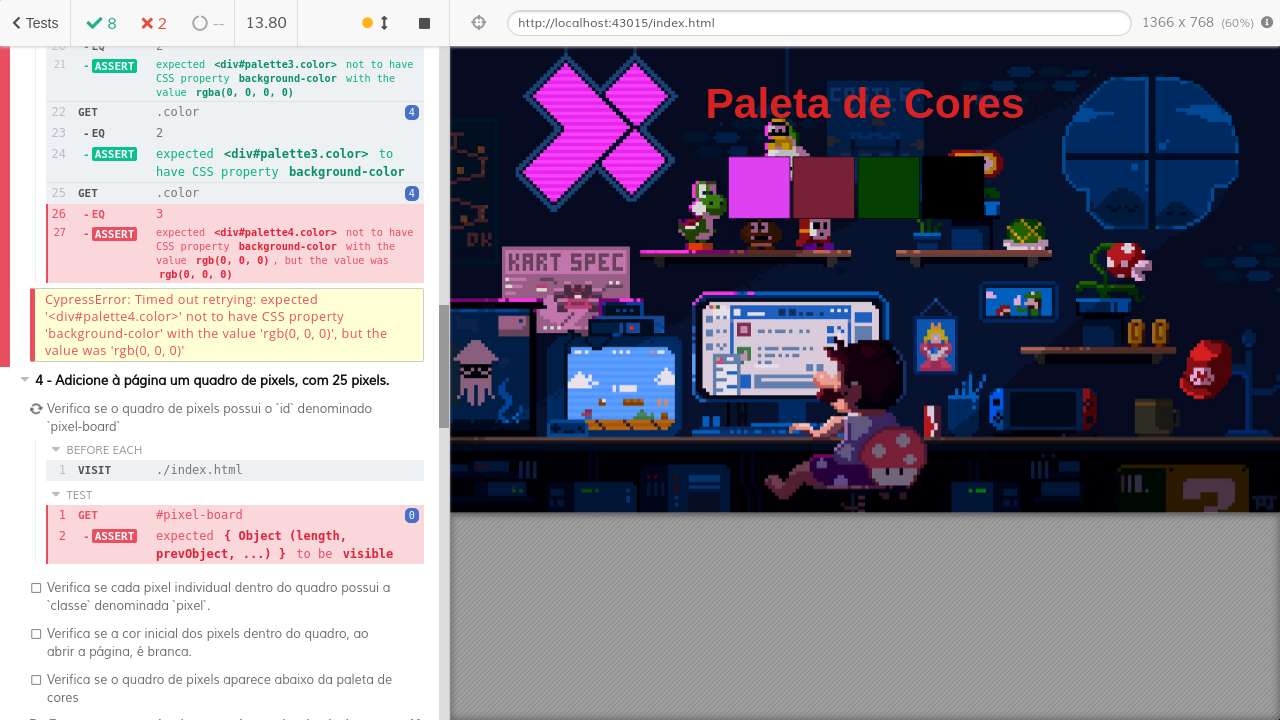 Tests
8
2
--
13.80
http://localhost:43015/index.html
1366 x 768 (60%)
20 -EQ 2
21 -ASSERT expected <div#palette3.color> not to have
CSS property background-color with the
value rgba(0, 0, 0, 0)
22 GET .color 4
23 -EQ 2
24 -ASSERT expected <div#palette3.color> to
have CSS property background-color
25 GET .color 4
26 -EQ 3
27 -ASSERT expected <div#palette4.color> not to have
CSS property background-color with the
value rgb(0, 0, 0) , but the value was
rgb(0, 0, 0)
CypressError: Timed out retrying: expected
'<div#palette4.color>' not to have CSS property
'background-color' with the value 'rgb(0, 0, 0)', but the
value was 'rgb(0, 0, 0)'
4 - Adicione à página um quadro de pixels, com 25 pixels.
Verifica se o quadro de pixels possui o `id` denominado
`pixel-board`
BEFORE EACH
1 VISIT ./index.html
TEST
1 GET #pixel-board 0
2 -ASSERT expected { Object (length,
prevObject, ...) } to be visible
Verifica se cada pixel individual dentro do quadro possui a
`classe` denominada `pixel`.
Verifica se a cor inicial dos pixels dentro do quadro, ao
abrir a página, é branca.
Verifica se o quadro de pixels aparece abaixo da paleta de
cores
Paleta de Cores
DK
KART SPEC